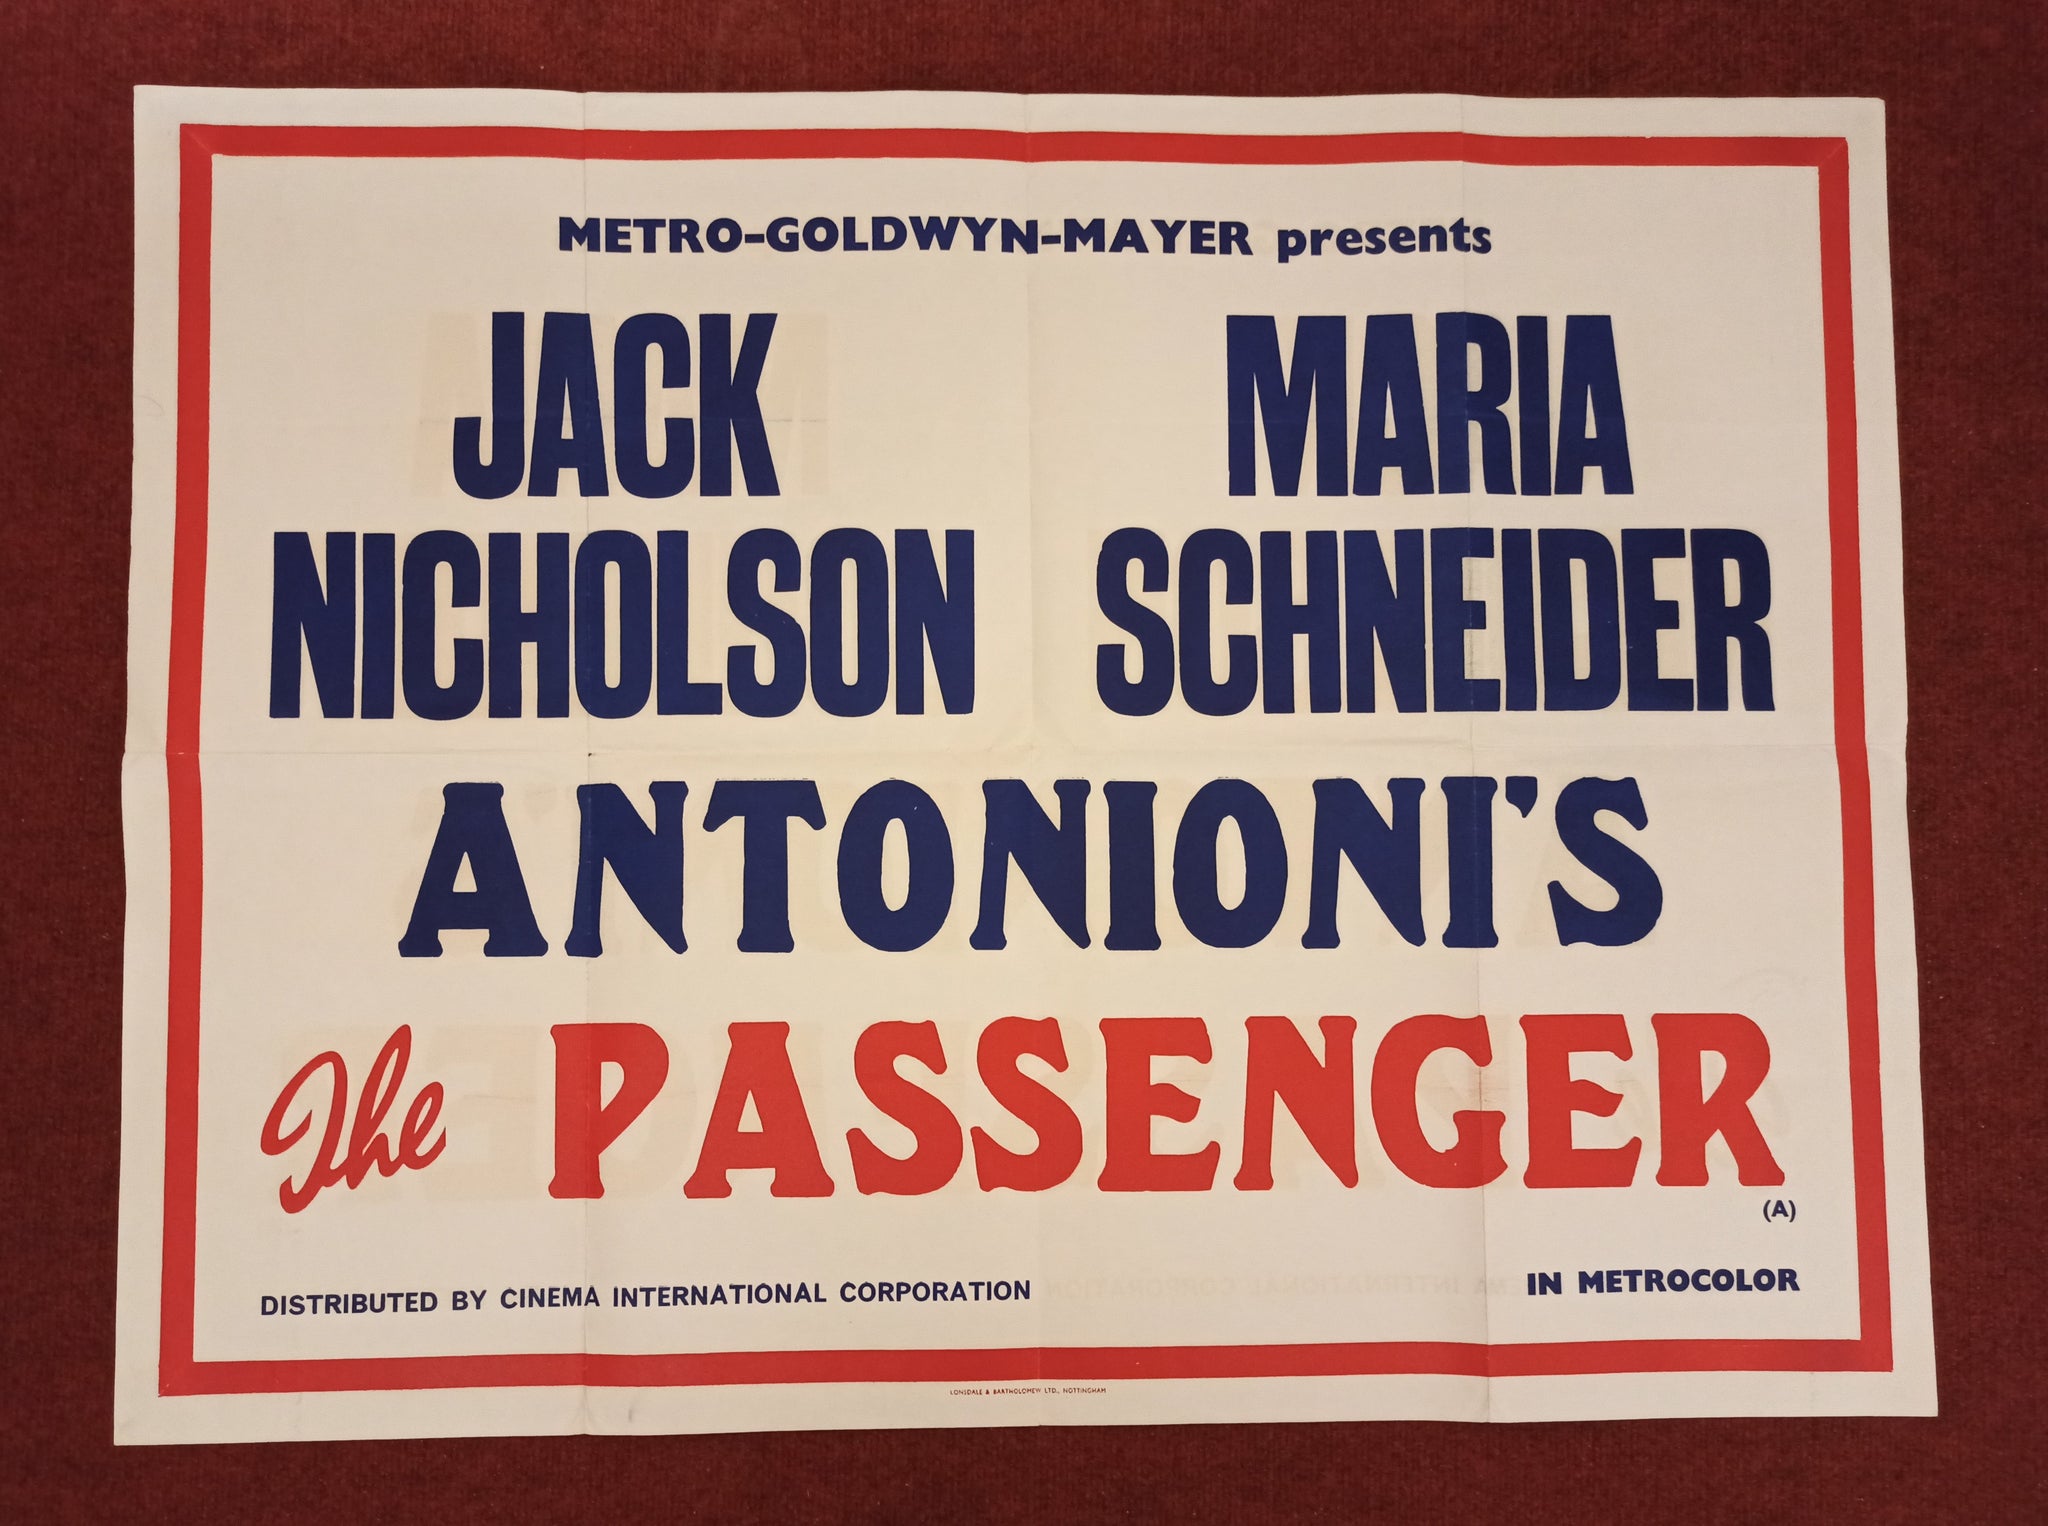 METRO-GOLDWYN-MAYER presents
JACK NICHOLSON
MARIA SCHNEIDER
ANTONIONI'S
The PASSENGER
(A)
DISTRIBUTED BY CINEMA INTERNATIONAL CORPORATION
IN METROCOLOR
LONSDALE & BARTHOLOMEW LTD., NOTTINGHAM